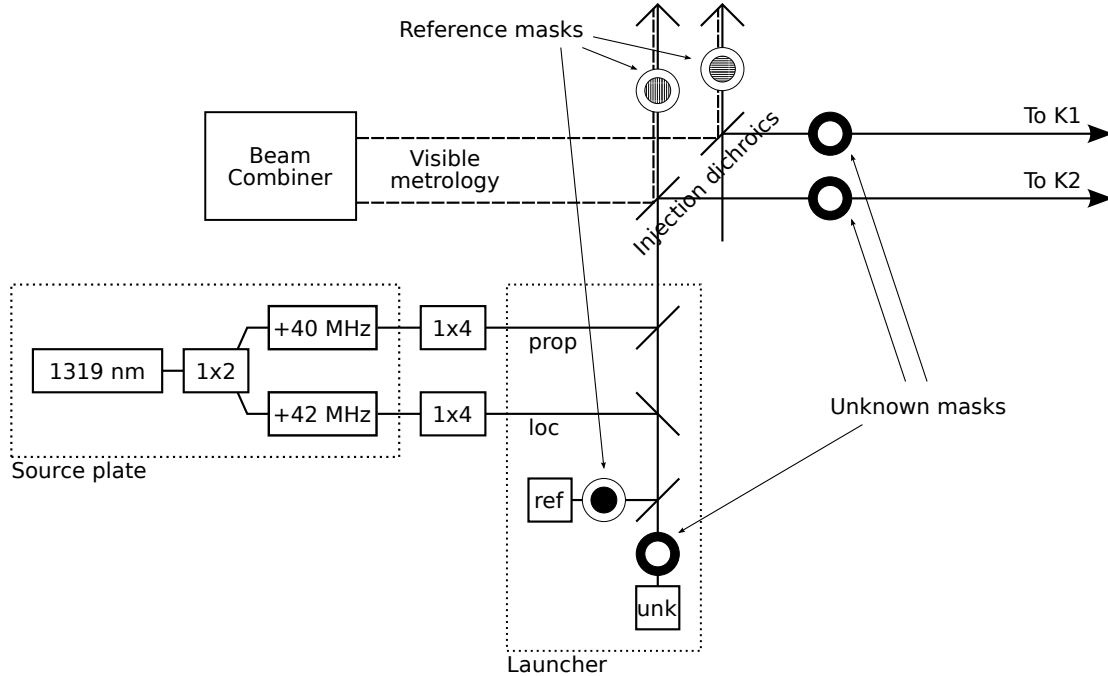 Reference masks
To K1
Beam
Combiner
Visible
metrology
To K2
Injection dichroics
+40 MHz
1x4
prop
1319 nm
1x2
+42 MHz
1x4
loc
Unknown masks
Source plate
ref
unk
Launcher